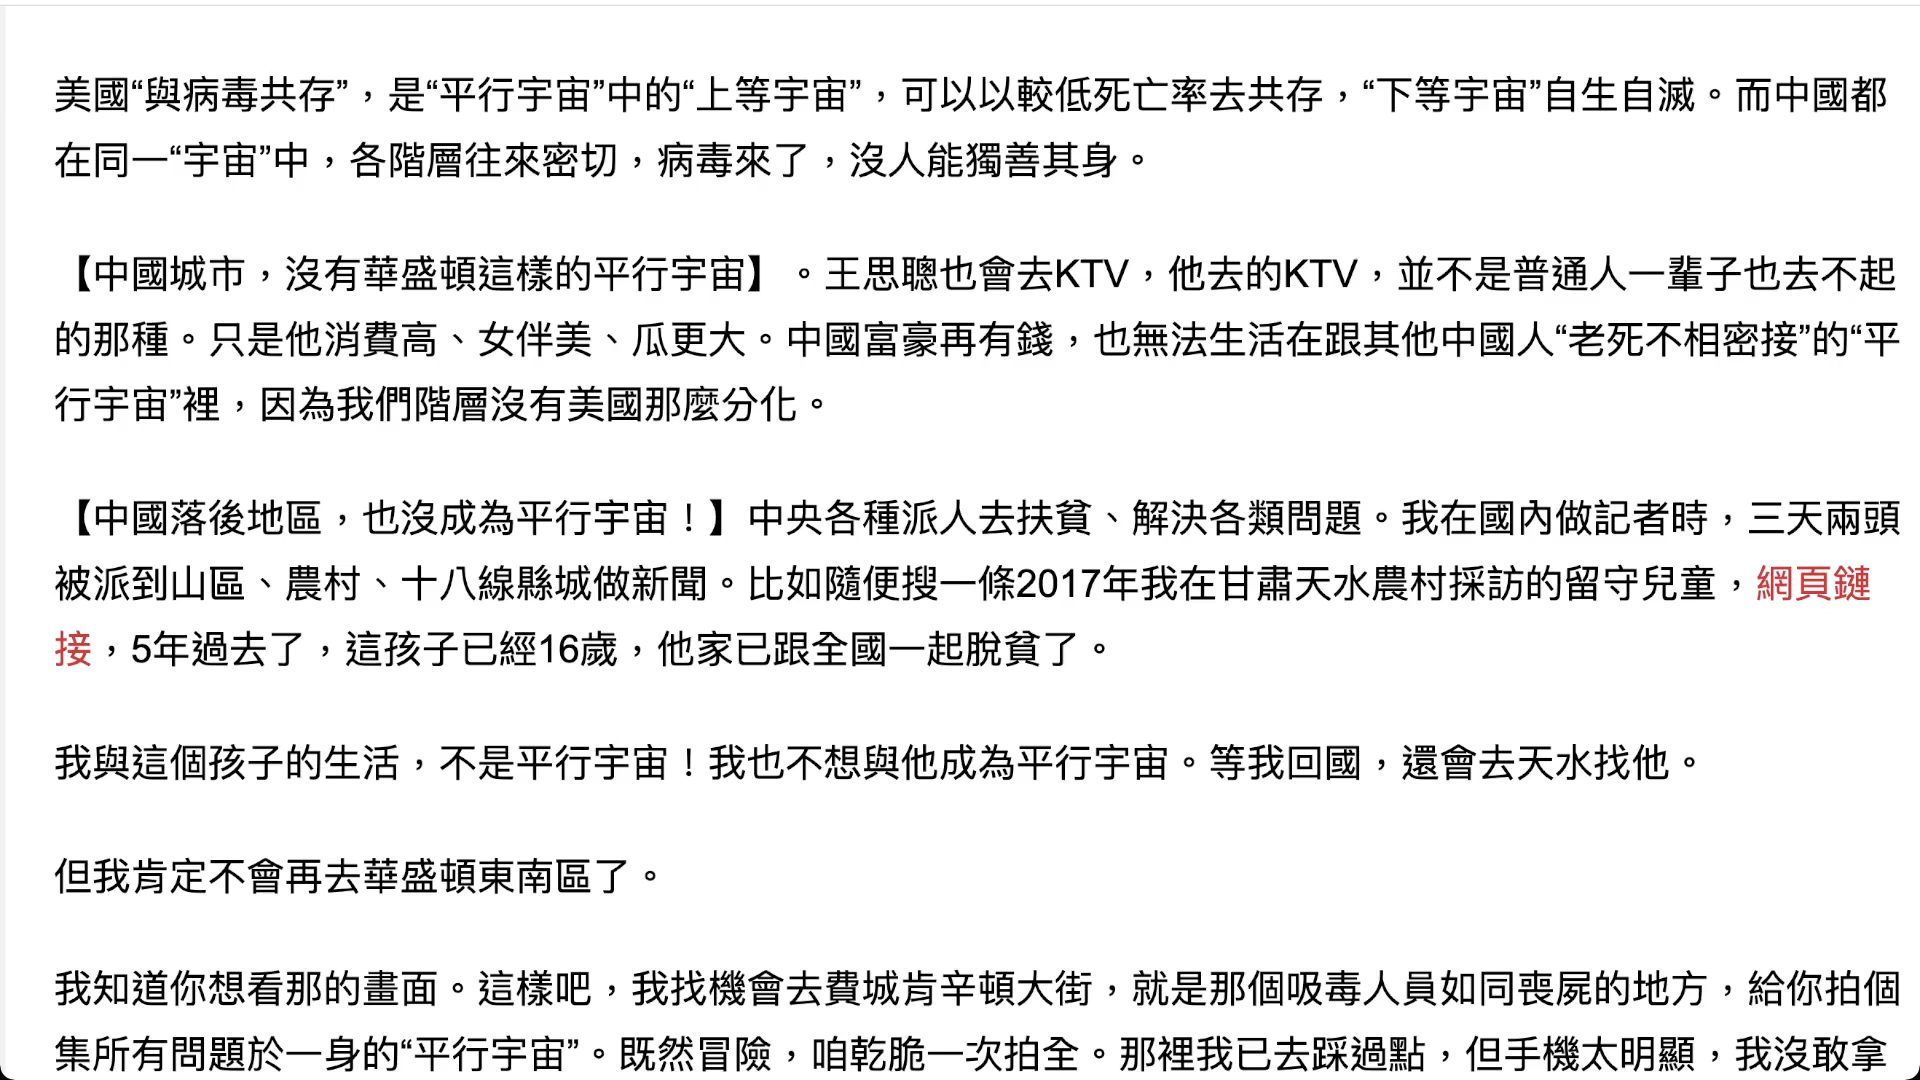 美國“與病毒共存”，是“平行宇宙”中的“上等宇宙”，可以以較低死亡率去共存，“下等宇宙”自生自滅。而中國都
在同一“宇宙”中，各階層往來密切，病毒來了，沒人能獨善其身。
【中國城市，沒有華盛頓這樣的平行宇宙】。王思聰也會去KTV，他去的KTV，並不是普通人一輩子也去不起
的那種。只是他消費高、女伴美、瓜更大。中國富豪再有錢，也無法生活在跟其他中國人“老死不相密接”的“平
行宇宙”裡，因為我們階層沒有美國那麼分化。
【中國落後地區，也沒成為平行宇宙！】中央各種派人去扶貧、解決各類問題。我在國內做記者時，三天兩頭
被派到山區、農村、十八線縣城做新聞。比如隨便搜一條2017年我在甘肅天水農村採訪的留守兒童，網頁鏈
接，5年過去了，這孩子已經16歲，他家已跟全國一起脫貧了。
我與這個孩子的生活，不是平行宇宙！我也不想與他成為平行宇宙。等我回國，還會去天水找他。
但我肯定不會再去華盛頓東南區了。
我知道你想看那的畫面。這樣吧，我找機會去費城肯辛頓大街，就是那個吸毒人員如同喪屍的地方，給你拍個
集所有問題於一身的“平行宇宙”。既然冒險，咱乾脆一次拍全。那裡我已去踩過點，但手機太明顯，我沒敢拿